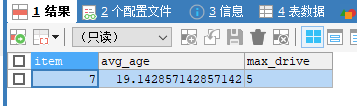 1 结果 2 个配置文件 3 信息 4 表数据
（只读）
item avg_age max_drive
7 19.142857142857142 5